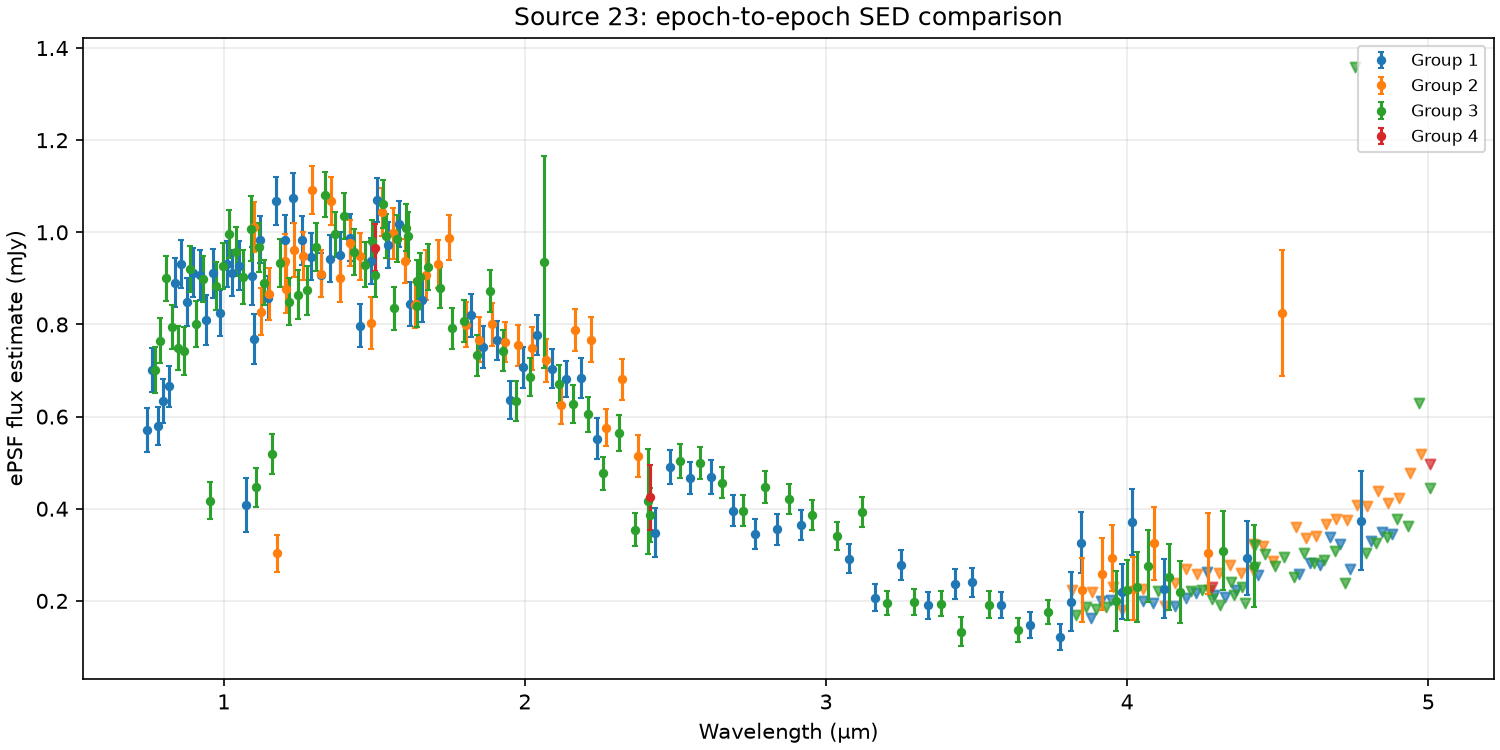 Source 23: epoch-to-epoch SED comparison
ePSF flux estimate (mJy)
1.4
1.2
1.0
0.8
0.6
0.4
0.2
Group 1
Group 2
Group 3
Group 4
1 2 3 4 5
Wavelength (μm)